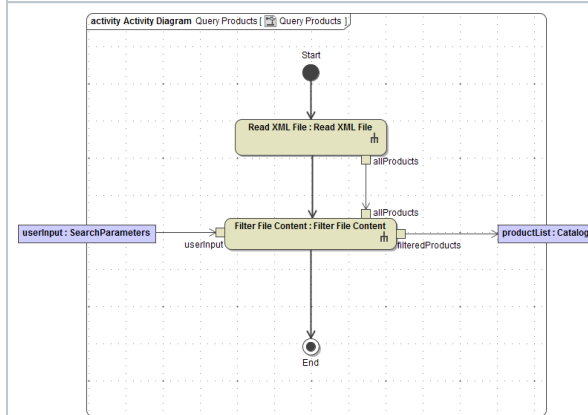 activity Activity Diagram Query Products [ Query Products ]
Start
Read XML File : Read XML File
allProducts
allProducts
Filter File Content : Filter File Content
userInput : SearchParameters
userInput
filteredProducts
productList : Catalog
End